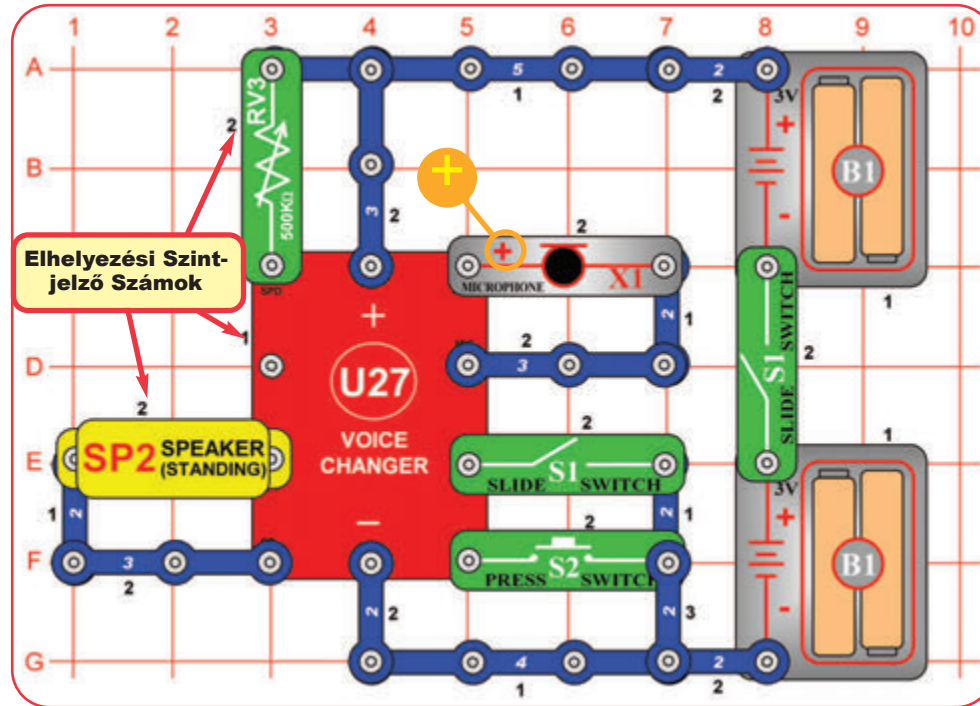 1 2 3 4 5 6 7 8 9 10
A
5
1
2
2
3V
+
B1
-
1
RV3
500KΩ
2
B
3
2
+
Elhelyezési Szint-
jelző Számok
SPD
1
2
+
MICROPHONE
X1
2
1
+
U27
VOICE
CHANGER
–
D
2
3
S1
SLIDE SWITCH
2
2
SP2 SPEAKER
(STANDING)
E
1
2
2
S1
SLIDE SWITCH
2
1
3V
+
B1
-
1
F
3
2
2
S2
PRESS SWITCH
2
2
2
3
G
4
1
2
2